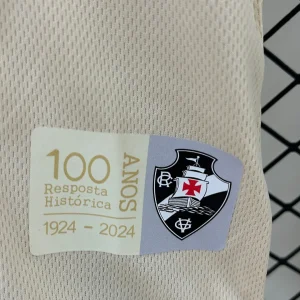 100
Resposta
Histórica
1924 - 2024
ANOS